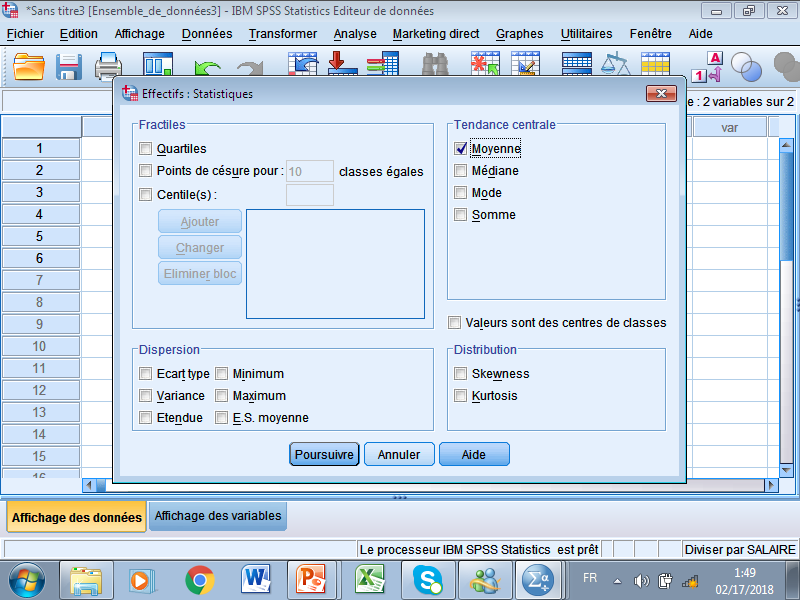 *Sans titre3 [Ensemble_de_données3] - IBM SPSS Statistics Editeur de données
Fichier Edition Affichage Données Transformer Analyse Marketing direct Graphes Utilitaires Fenêtre Aide
A
1
Effectifs : Statistiques
e : 2 variables sur 2
var
1
2
3
4
5
6
7
8
9
10
11
12
13
14
15
16
Fractiles
Quartiles
Points de césure pour : 10 classes égales
Centile(s) :
Ajouter
Changer
Eliminer bloc
Tendance centrale
Moyenne
Médiane
Mode
Somme
Valeurs sont des centres de classes
Dispersion
Ecart type Minimum
Variance Maximum
Etendue E.S. moyenne
Distribution
Skewness
Kurtosis
Poursuivre Annuler Aide
Affichage des données Affichage des variables
Le processeur IBM SPSS Statistics est prêt Diviser par SALAIRE
FR
1:49
02/17/2018